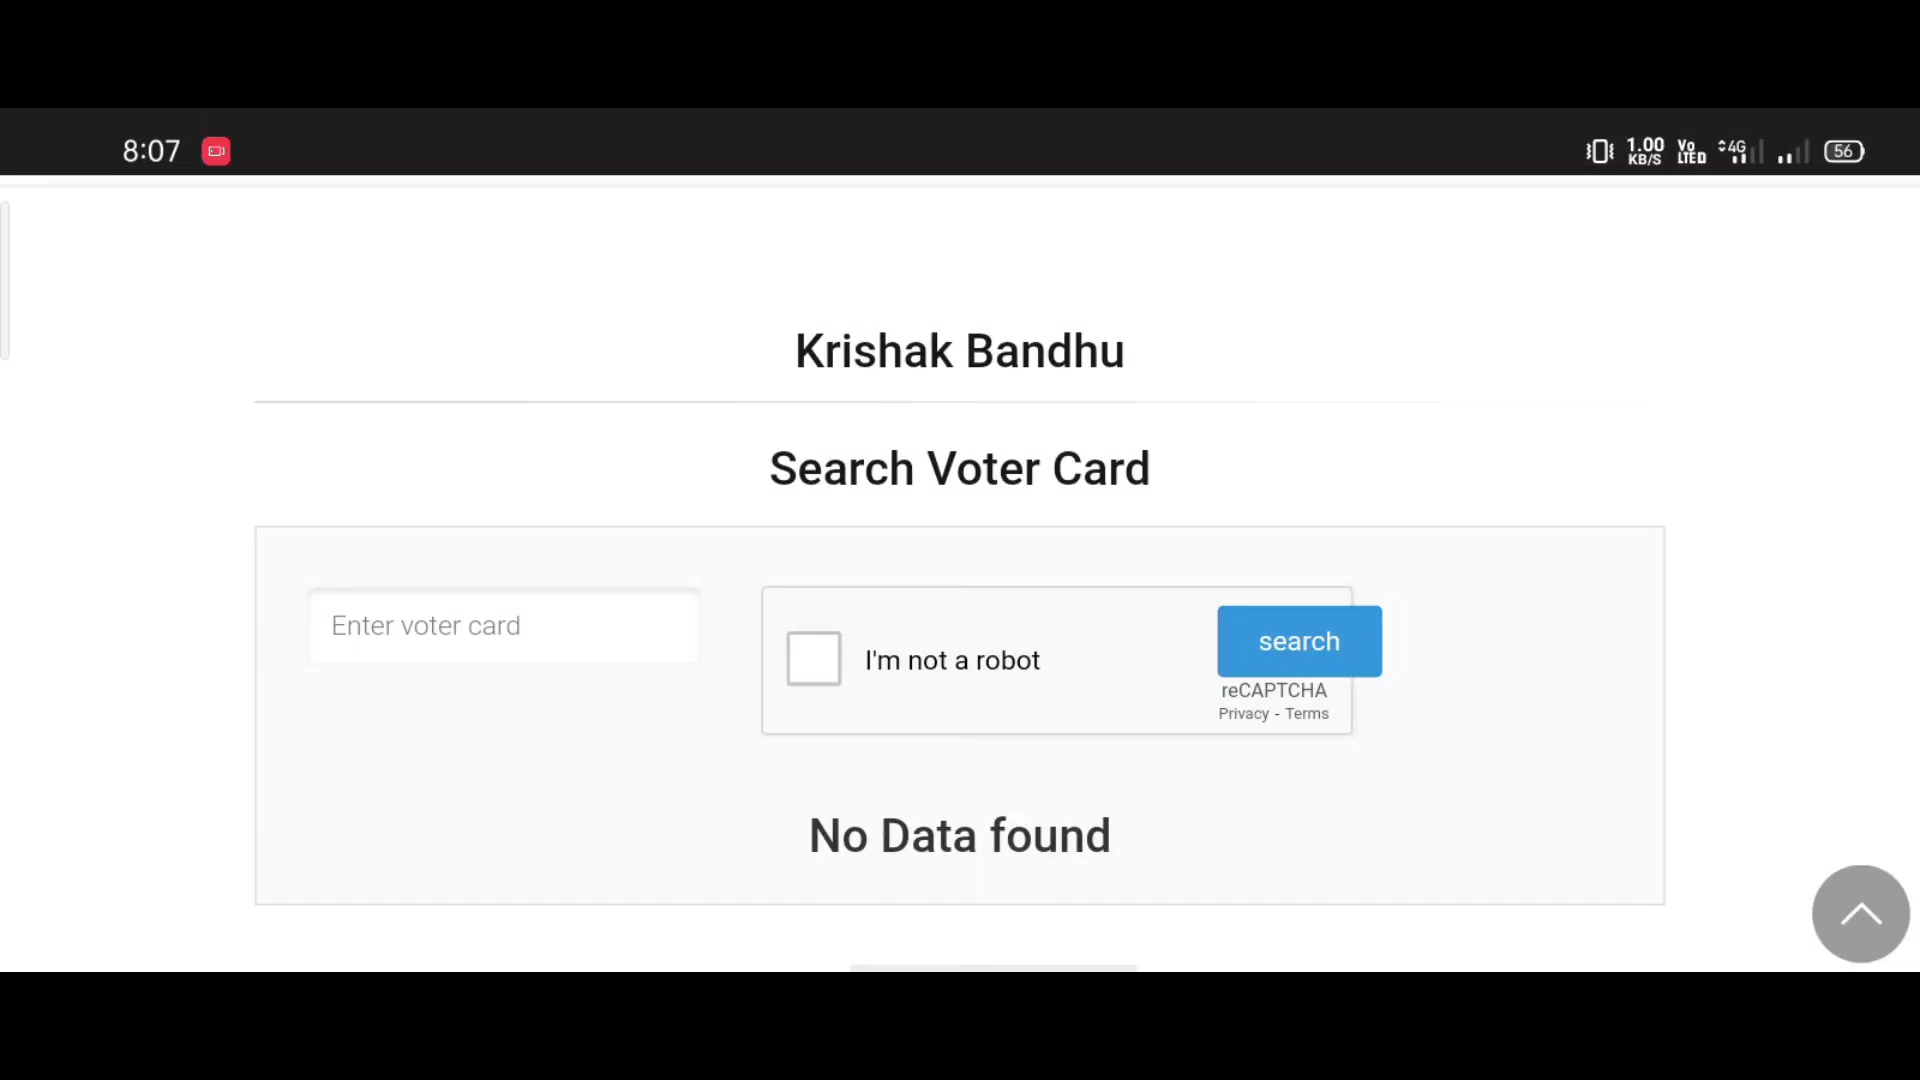 8:07
1.00
KB/S
Vo
LTED
4G
56
Krishak Bandhu
Search Voter Card
Enter voter card
I'm not a robot
search
reCAPTCHA
Privacy - Terms
No Data found